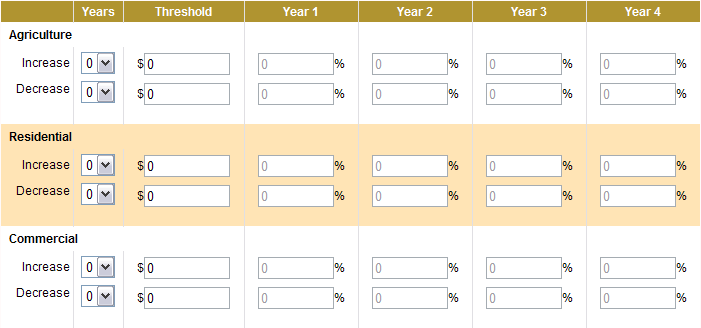 Years Threshold Year 1 Year 2 Year 3 Year 4
Agriculture
Increase 0 $ 0 0 % 0 % 0 % 0 %
Decrease 0 $ 0 0 % 0 % 0 % 0 %
Residential
Increase 0 $ 0 0 % 0 % 0 % 0 %
Decrease 0 $ 0 0 % 0 % 0 % 0 %
Commercial
Increase 0 $ 0 0 % 0 % 0 % 0 %
Decrease 0 $ 0 0 % 0 % 0 % 0 %